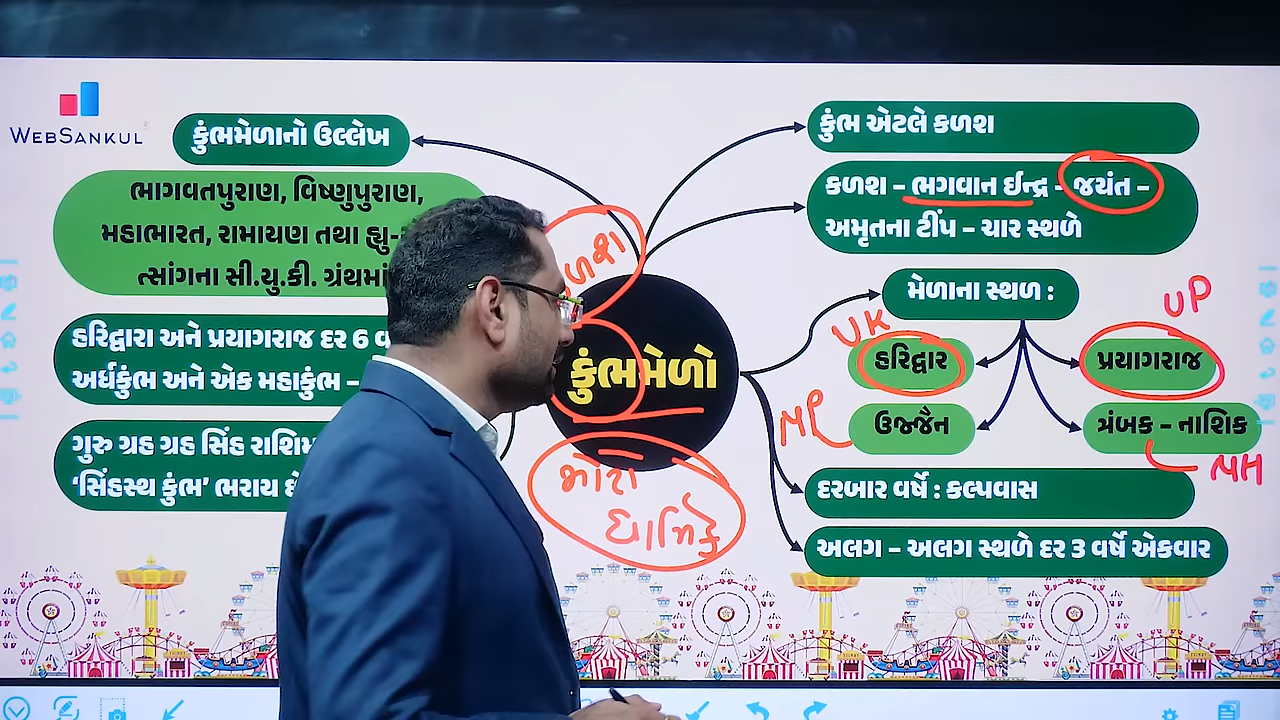 WEBSANKUL
કુંભમેળાનો ઉલ્લેખ
ભાગવતપુરાણ, વિષ્ણુપુરાણ,
મહાભારત, રામાયણ તથા હ્યુ-
ત્સાંગના સી.યુ.કી. ગ્રંથમાં
હરિદ્વારા અને પ્રયાગરાજ દર 6
અર્ધકુંભ અને એક મહાકુંભ –
ગુરુ ગ્રહ ગ્રહ સિંહ
‘સિંહસ્થ કુંભ’ ભરાય
કુંભમેળો
મોટો
ધાર્મિક
કુંભ એટલે કળશ
કળશ – ભગવાન ઈન્દ્ર – જયંત –
અમૃતના ટીંપ – ચાર સ્થળે
મેળાના સ્થળ :
UK
UP
હરિદ્વાર
પ્રયાગરાજ
MP
ઉજ્જૈન
ત્રંબક – નાશિક
MH
દરબાર વર્ષે : કલ્પવાસ
અલગ – અલગ સ્થળે દર 3 વર્ષે એકવાર